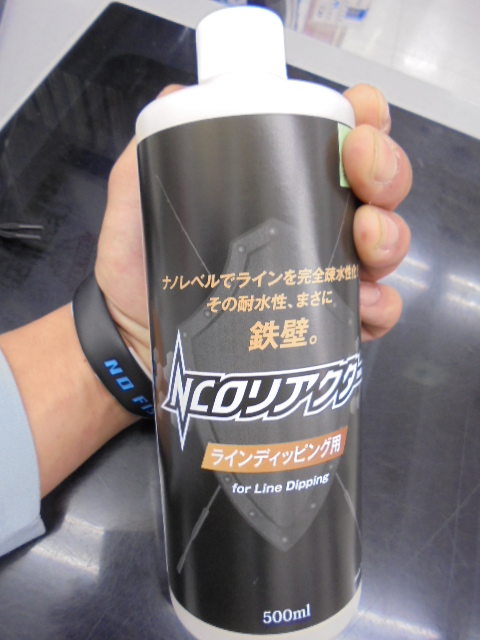 ナノレベルでラインを完全疎水性化
その耐水性、まさに
鉄壁。
NCOリアクター
ラインディッピング用
for Line Dipping
500ml
NO FI